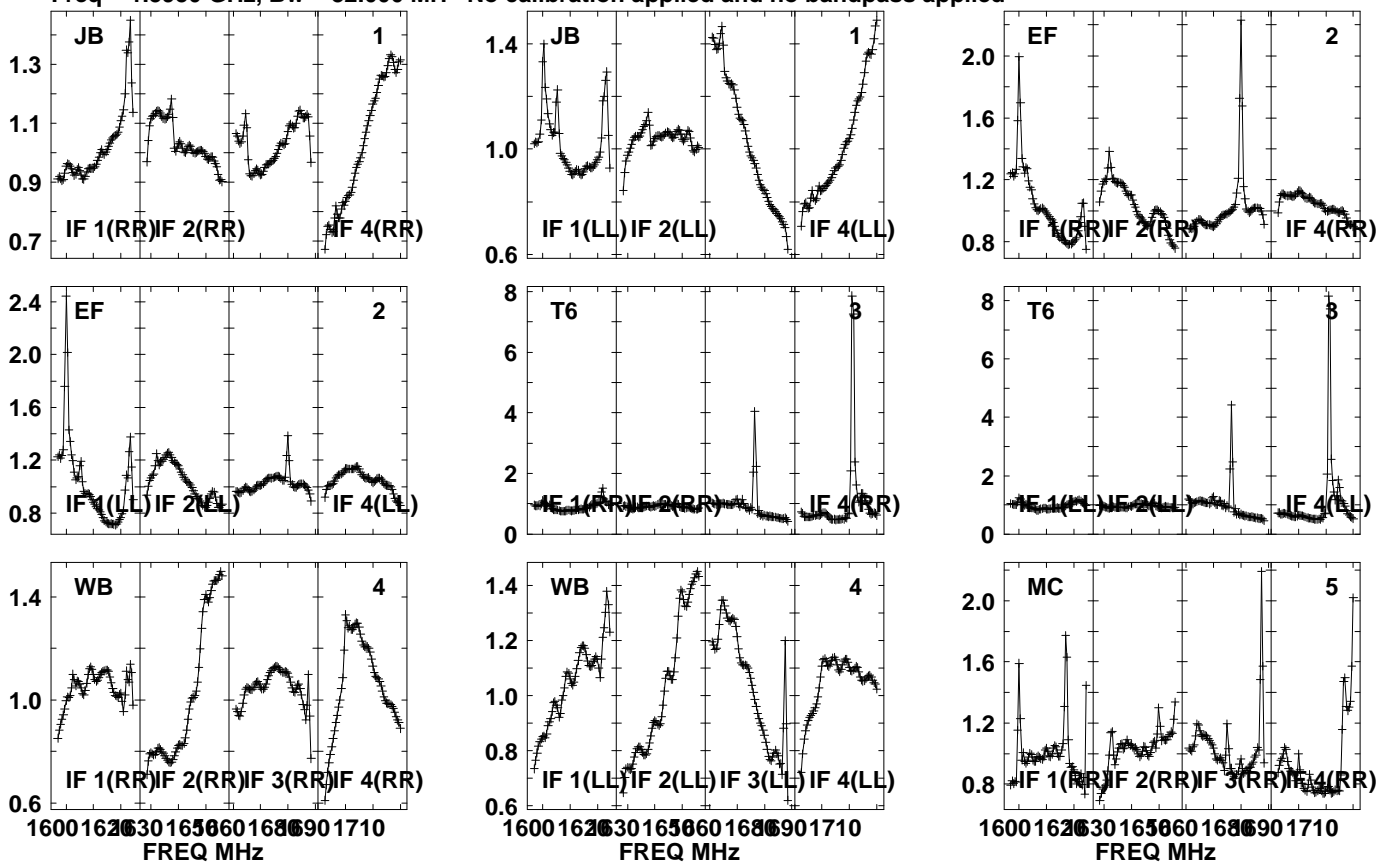 Freq GHz, Bw MH No calibration applied and no bandpass applied
JB 1
1.3
1.1
0.9
0.7
IF 1(RR) IF 2(RR) IF 4(RR)
JB 1
1.4
1.0
0.6
IF 1(LL) IF 2(LL) IF 4(LL)
EF 2
2.0
1.6
1.2
0.8
IF 1(RR) IF 2(RR) IF 3(RR) IF 4(RR)
EF 2
2.4
2.0
1.6
1.2
0.8
IF 1(LL) IF 2(LL) IF 4(LL)
T6 3
8
6
4
2
0
IF 1(RR) IF 2(RR) IF 4(RR)
T6 3
8
6
4
2
0
IF 1(LL) IF 2(LL) IF 4(LL)
WB 4
1.4
1.0
0.6
IF 1(RR) IF 2(RR) IF 3(RR) IF 4(RR)
1600 1620 1630 1650 1660 1680 1690 1710
FREQ MHz
WB 4
1.4
1.2
1.0
0.8
0.6
IF 1(LL) IF 2(LL) IF 3(LL) IF 4(LL)
1600 1620 1630 1650 1660 1680 1690 1710
FREQ MHz
MC 5
2.0
1.6
1.2
0.8
IF 1(RR) IF 2(RR) IF 3(RR) IF 4(RR)
1600 1620 1630 1650 1660 1680 1690 1710
FREQ MHz